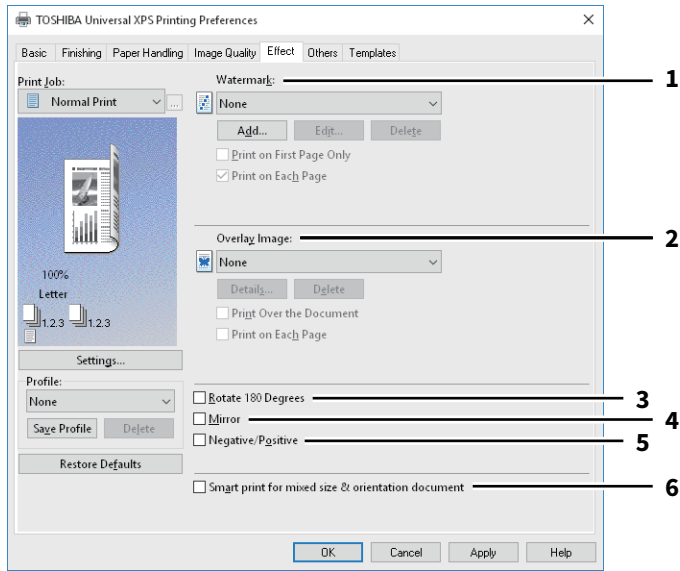 TOSHIBA Universal XPS Printing Preferences
Basic Finishing Paper Handling Image Quality Effect Others Templates
Print Job:
Normal Print
...
100%
Letter
1.2.3 1.2.3
Settings...
Profile:
None
Save Profile Delete
Restore Defaults
Watermark: 1
None
Add... Edit... Delete
Print on First Page Only
Print on Each Page
Overlay Image: 2
None
Details... Delete
Print Over the Document
Print on Each Page
Rotate 180 Degrees 3
Mirror 4
Negative/Positive 5
Smart print for mixed size & orientation document 6
OK Cancel Apply Help